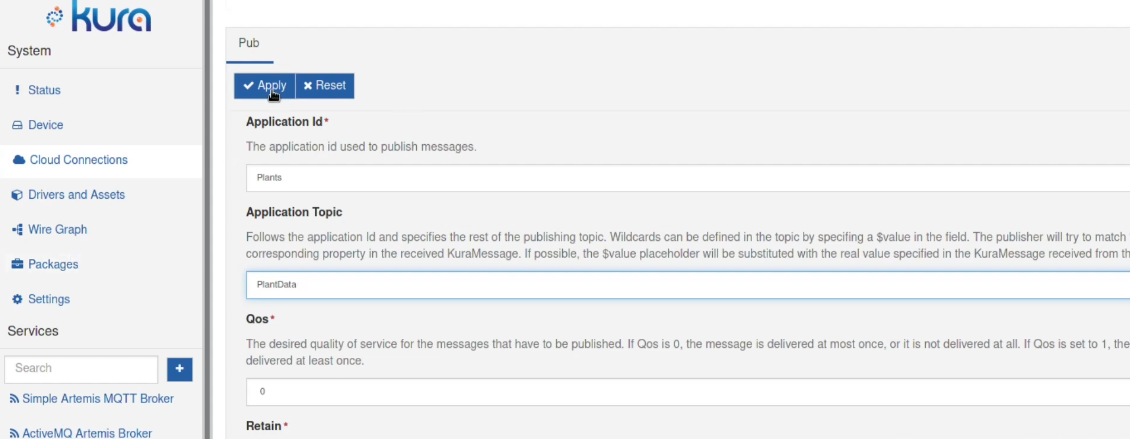 kura
System
Status
Device
Cloud Connections
Drivers and Assets
Wire Graph
Packages
Settings
Services
Search
Simple Artemis MQTT Broker
ActiveMQ Artemis Broker
Pub
Apply Reset
Application Id*
The application id used to publish messages.
Plants
Application Topic
Follows the application Id and specifies the rest of the publishing topic. Wildcards can be defined in the topic by specifing a $value in the field. The publisher will try to match
corresponding property in the received KuraMessage. If possible, the $value placeholder will be substituted with the real value specified in the KuraMessage received from th
PlantData
Qos*
The desired quality of service for the messages that have to be published. If Qos is 0, the message is delivered at most once, or it is not delivered at all. If Qos is set to 1, the
delivered at least once.
0
Retain*